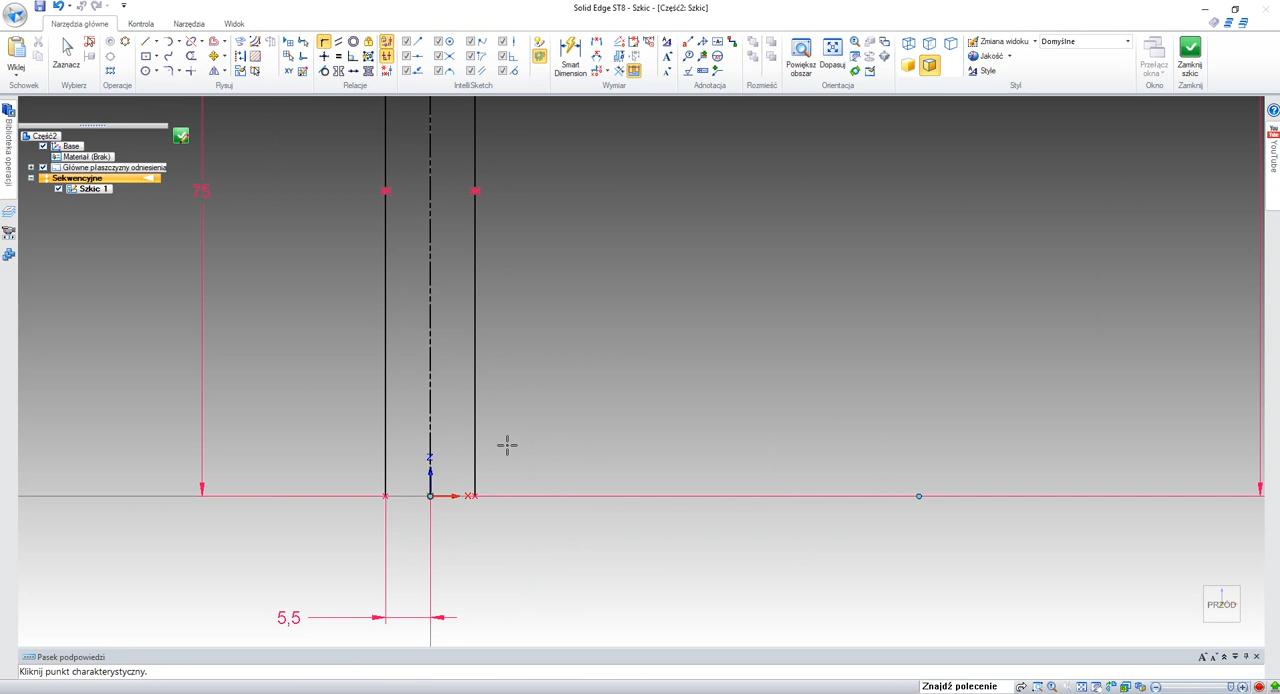 Solid Edge ST8 - Szkic - [Część2: Szkic]
Narzędzia główne Kontrola Narzędzia Widok
Wklej Zaznacz Smart Dimension Powiększ obszar Dopasuj Zmiana widoku Domyślne Jakość Style Przełącz okna Zamknij szkic
Schowek Wybierz Operacje Rysuj Relacje IntelliSketch Wymiar Adnotacja Rozmieść Orientacja Styl Okno Zamknij
Biblioteka operacji
YouTube
Część2
Base
Materiał (Brak)
Główne płaszczyzny odniesienia
Sekwencyjne
Szkic 1
75
Z
X
5,5
PRZÓD
Pasek podpowiedzi
Kliknij punkt charakterystyczny.
Znajdź polecenie